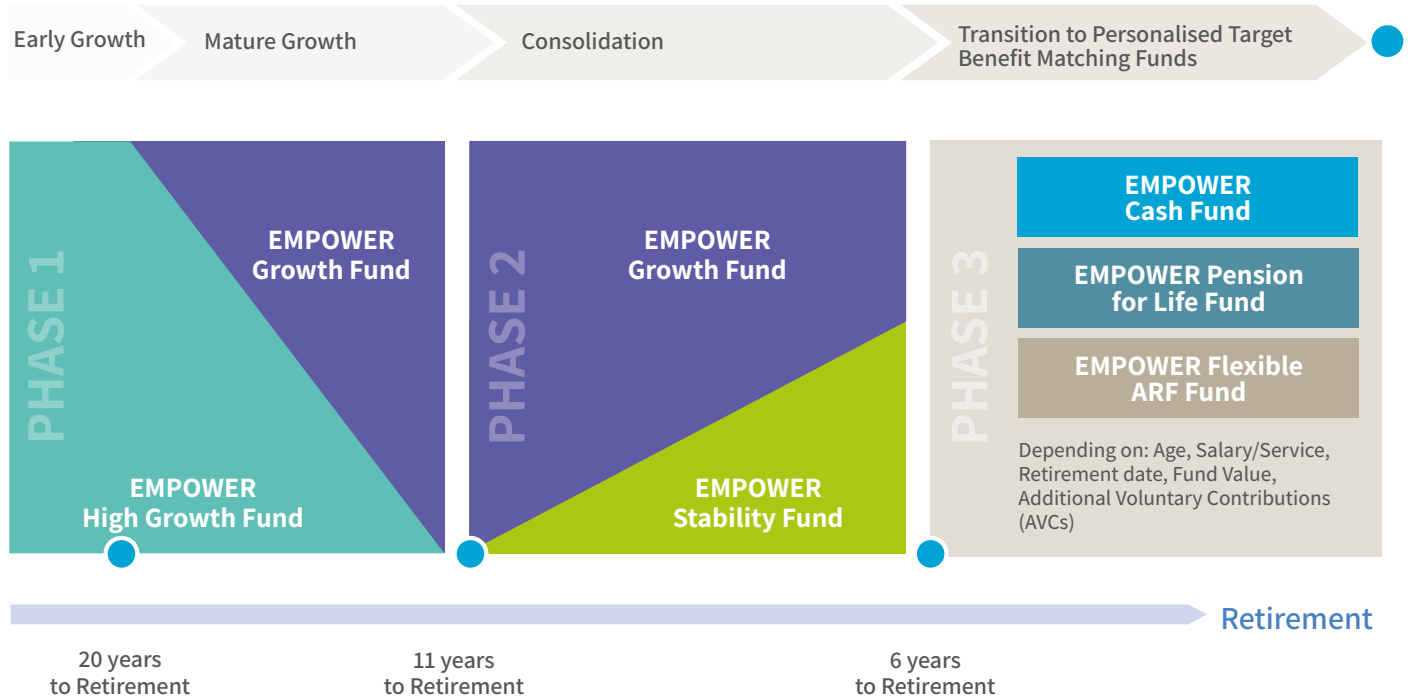 Early Growth
Mature Growth
Consolidation
Transition to Personalised Target
Benefit Matching Funds
PHASE 1
EMPOWER
Growth Fund
EMPOWER
High Growth Fund
PHASE 2
EMPOWER
Growth Fund
EMPOWER
Stability Fund
PHASE 3
EMPOWER
Cash Fund
EMPOWER Pension
for Life Fund
EMPOWER Flexible
ARF Fund
Depending on: Age, Salary/Service,
Retirement date, Fund Value,
Additional Voluntary Contributions
(AVCs)
Retirement
20 years
to Retirement
11 years
to Retirement
6 years
to Retirement